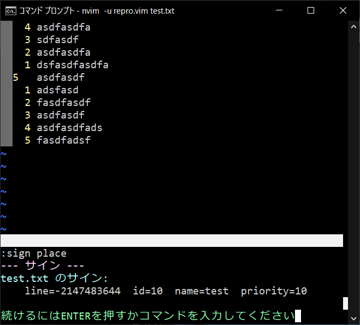 コマンド プロンプト - nvim -u repro.vim test.txt
4 asdfasdfa
3 sdfasdf
2 asdfasdfa
1 dsfasdfasdfa
5 asdfasdf
1 adsfasd
2 fasdfasdf
3 asdfasdf
4 asdfasdfads
5 fasdfadsf
~
~
~
~
~
:sign place
--- サイン ---
test.txt のサイン:
line=-2147483644 id=10 name=test priority=10
続けるにはENTERを押すかコマンドを入力してください